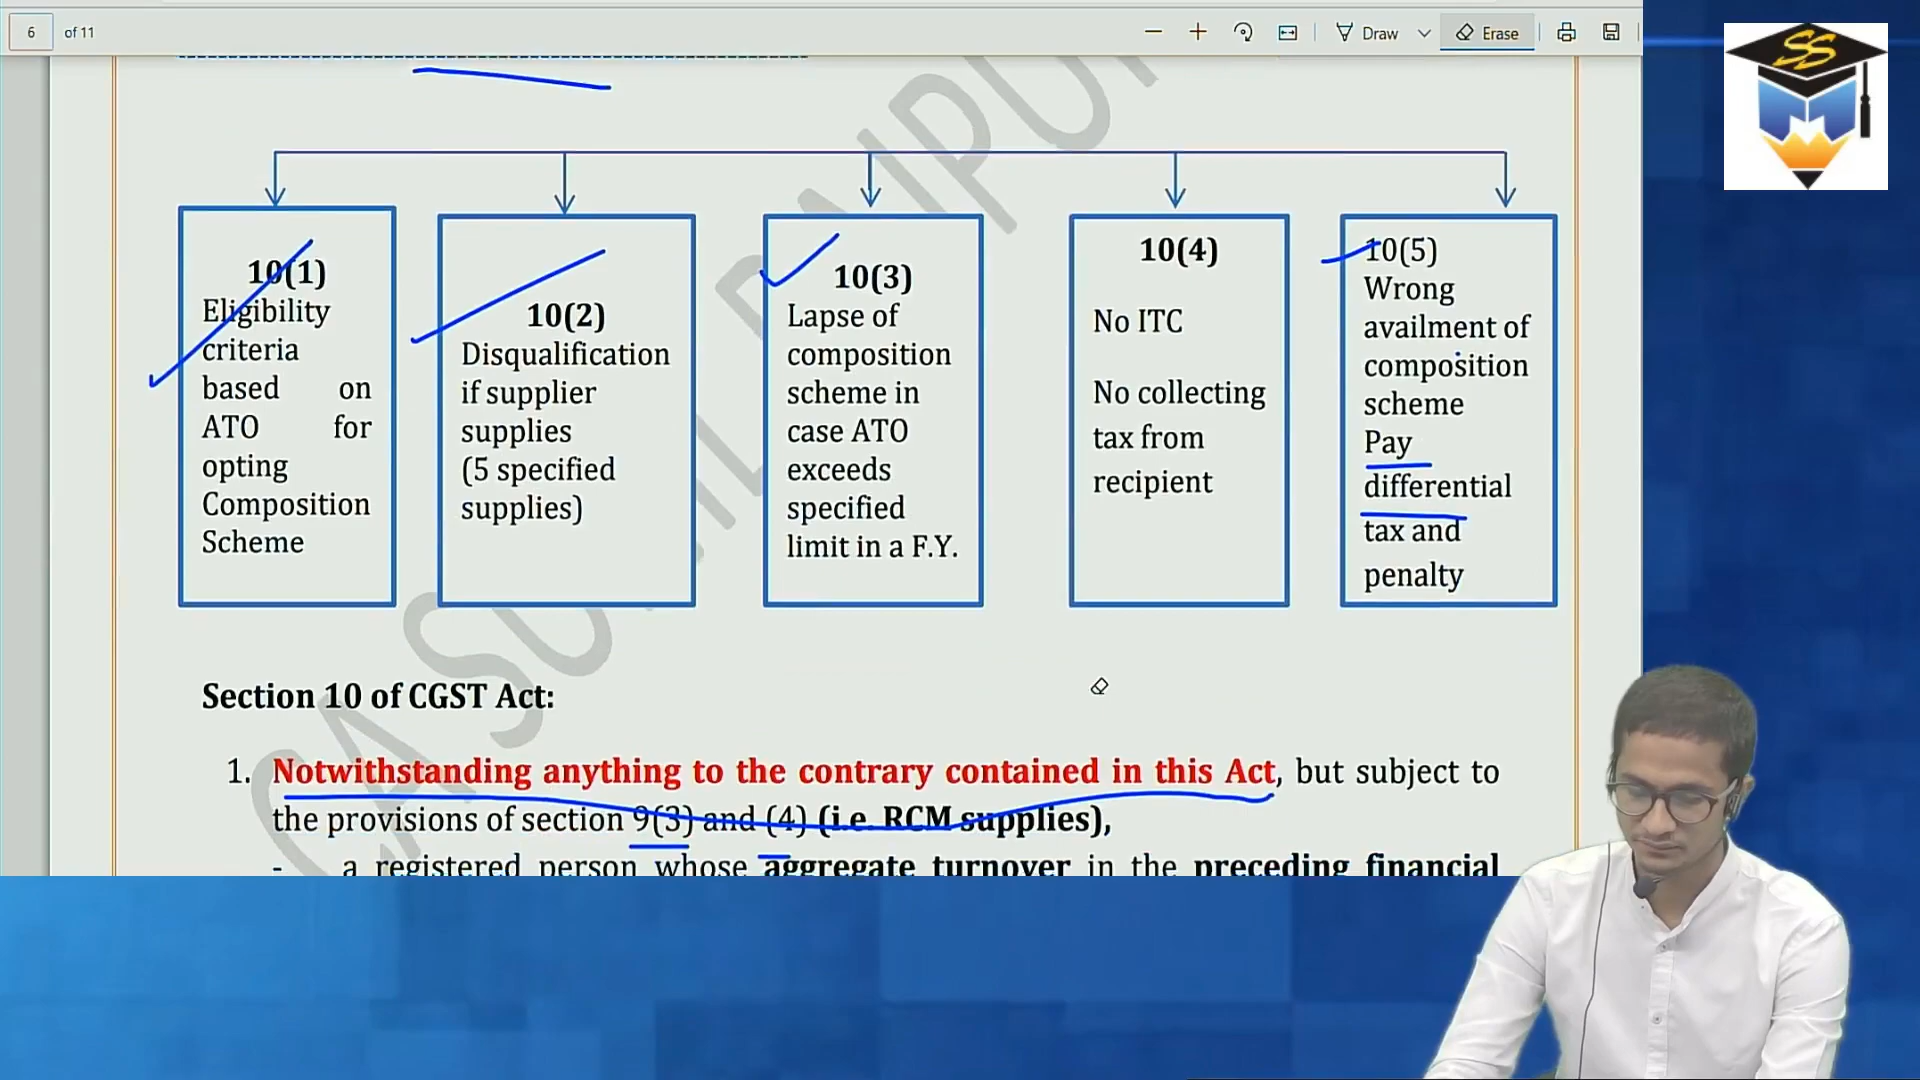 6 of 11 Draw Erase
SS
10(1)
Eligibility
criteria
based on
ATO for
opting
Composition
Scheme
10(2)
Disqualification
if supplier
supplies
(5 specified
supplies)
10(3)
Lapse of
composition
scheme in
case ATO
exceeds
specified
limit in a F.Y.
10(4)
No ITC
No collecting
tax from
recipient
10(5)
Wrong
availment of
composition
scheme
Pay
differential
tax and
penalty
Section 10 of CGST Act:
1. Notwithstanding anything to the contrary contained in this Act, but subject to
the provisions of section 9(3) and (4) (i.e. RCM supplies),
- a registered person whose aggregate turnover in the preceding financial